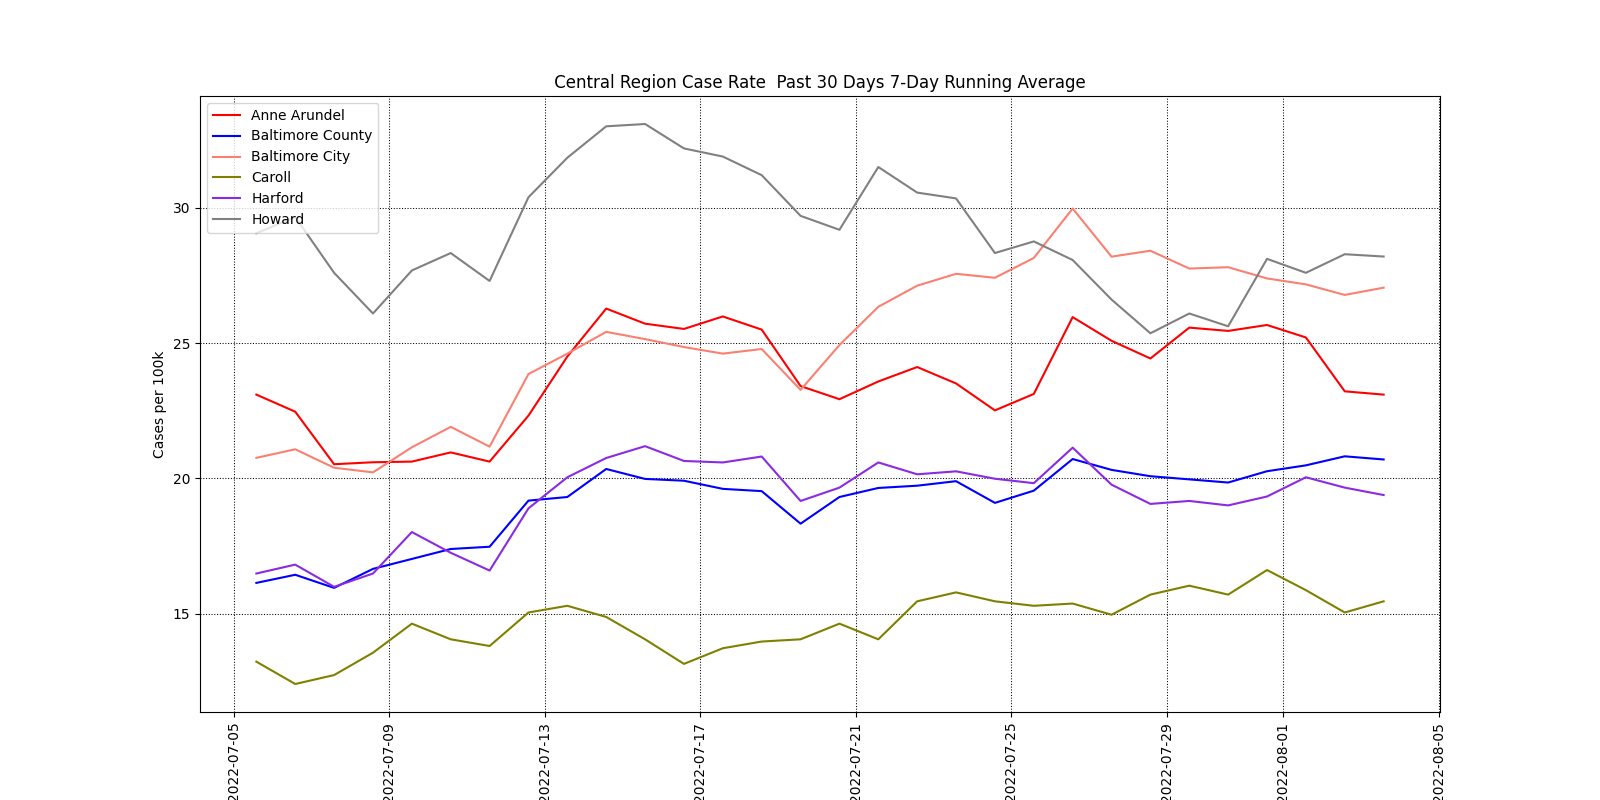 Central Region Case Rate  Past 30 Days 7-Day Running Average
Anne Arundel
Baltimore County
Baltimore City
Caroll
Harford
Howard
Cases per 100k
30
25
20
15
2022-07-05
2022-07-09
2022-07-13
2022-07-17
2022-07-21
2022-07-25
2022-07-29
2022-08-01
2022-08-05